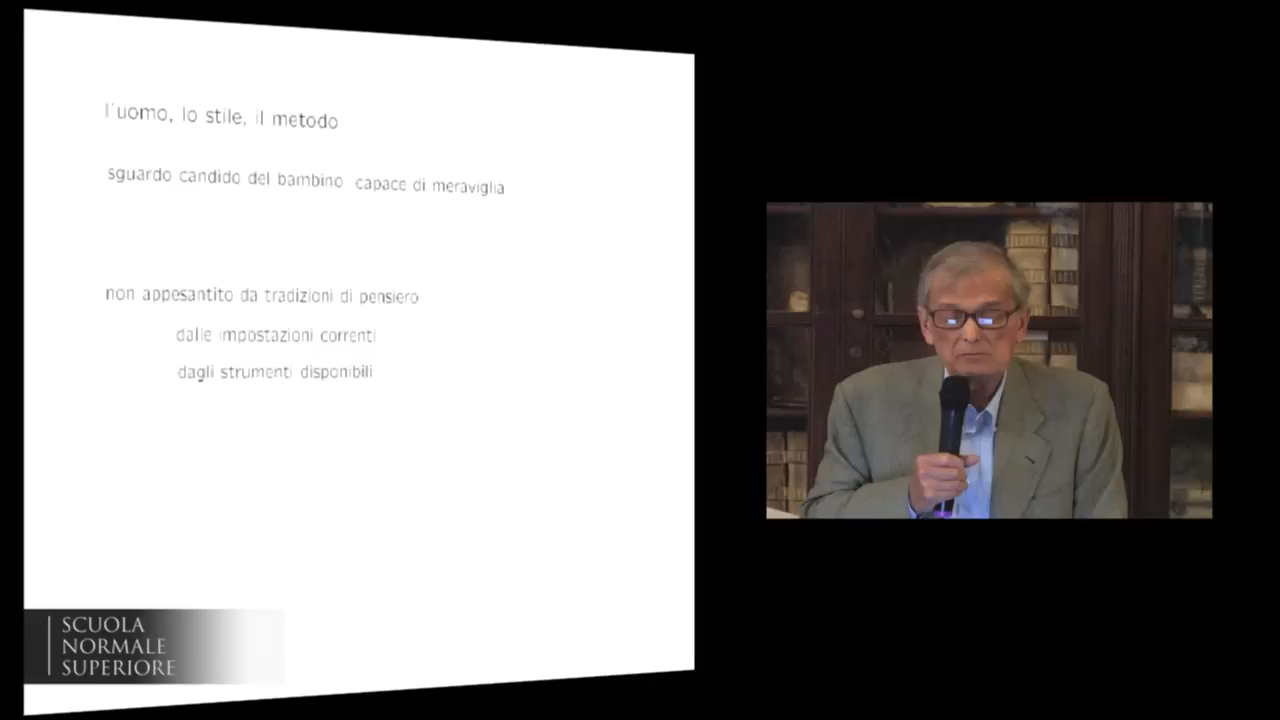 l'uomo, lo stile, il metodo
sguardo candido del bambino capace di meraviglia
non appesantito da tradizioni di pensiero
dalle impostazioni correnti
dagli strumenti disponibili
SCUOLA
NORMALE
SUPERIORE